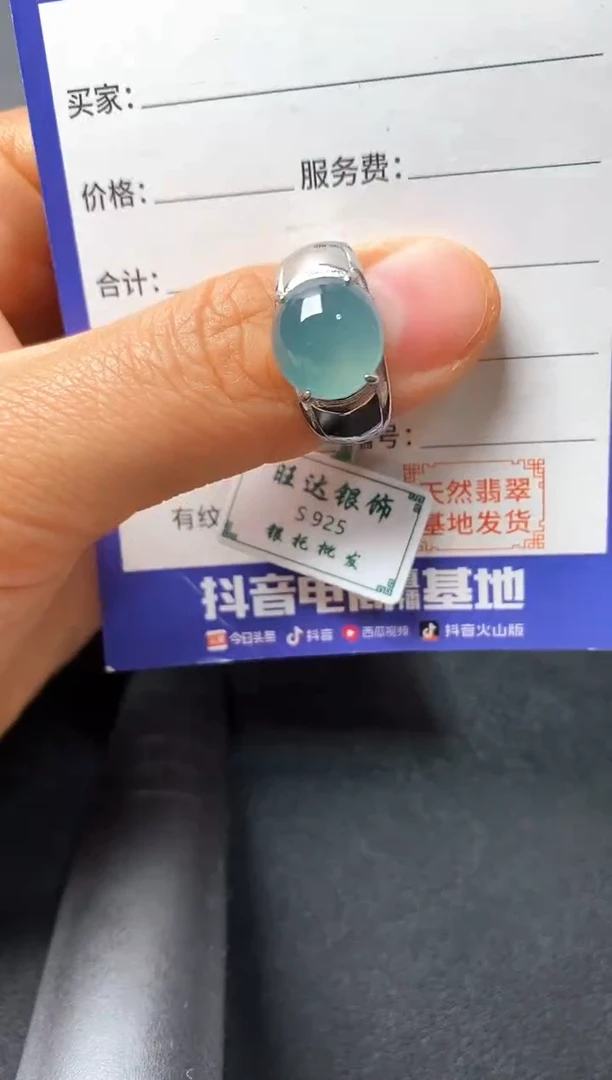 买家：
价格：
服务费：
合计：
号：
有纹
旺达银饰
S925
银托批发
天然翡翠
基地发货
抖音电商直播基地
今日头条
抖音
西瓜视频
抖音火山版